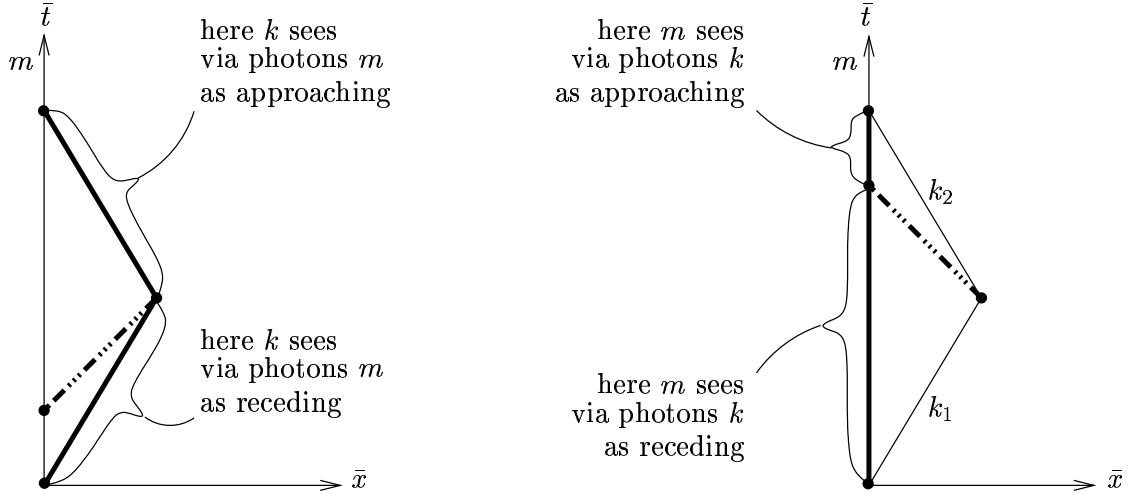 t̄
m
here k sees
via photons m
as approaching
here k sees
via photons m
as receding
x̄
t̄
m
here m sees
via photons k
as approaching
k₂
here m sees
via photons k
as receding
k₁
x̄